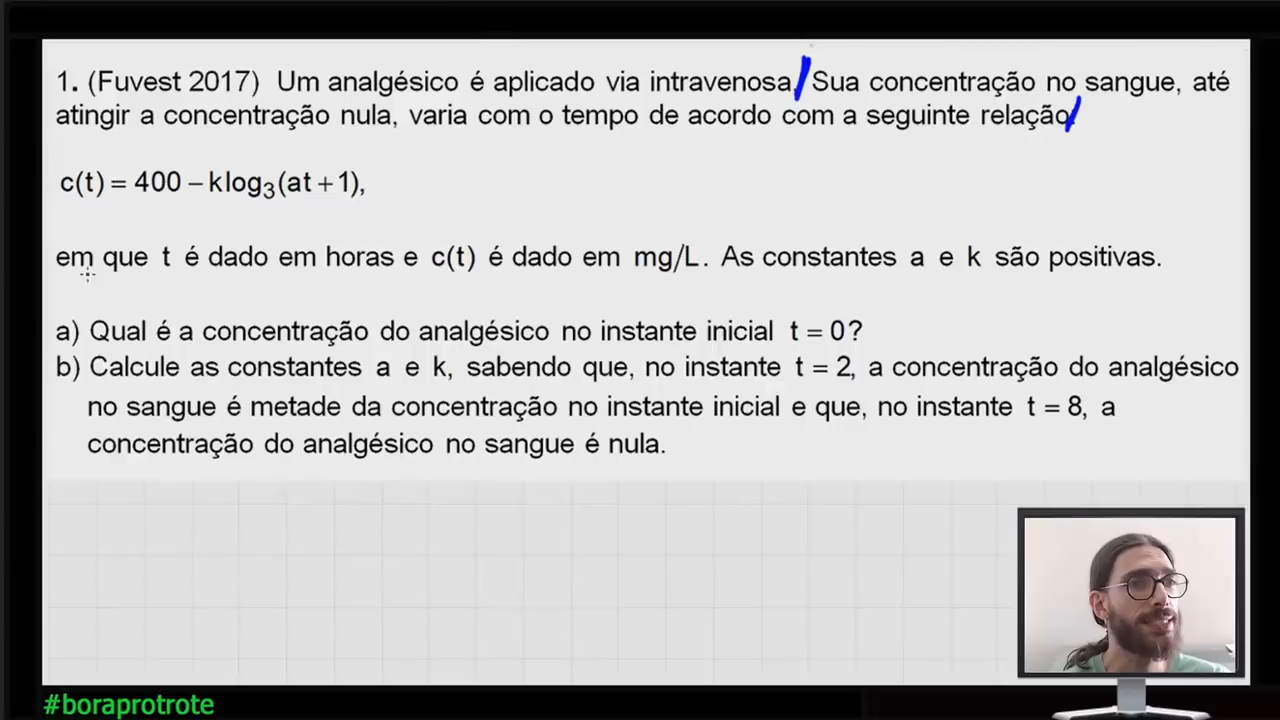 1. (Fuvest 2017) Um analgésico é aplicado via intravenosa. Sua concentração no sangue, até
atingir a concentração nula, varia com o tempo de acordo com a seguinte relação
c(t) = 400 − k log₃(at + 1),
em que t é dado em horas e c(t) é dado em mg/L. As constantes a e k são positivas.
a) Qual é a concentração do analgésico no instante inicial t = 0?
b) Calcule as constantes a e k, sabendo que, no instante t = 2, a concentração do analgésico
no sangue é metade da concentração no instante inicial e que, no instante t = 8, a
concentração do analgésico no sangue é nula.
#boraprotrote